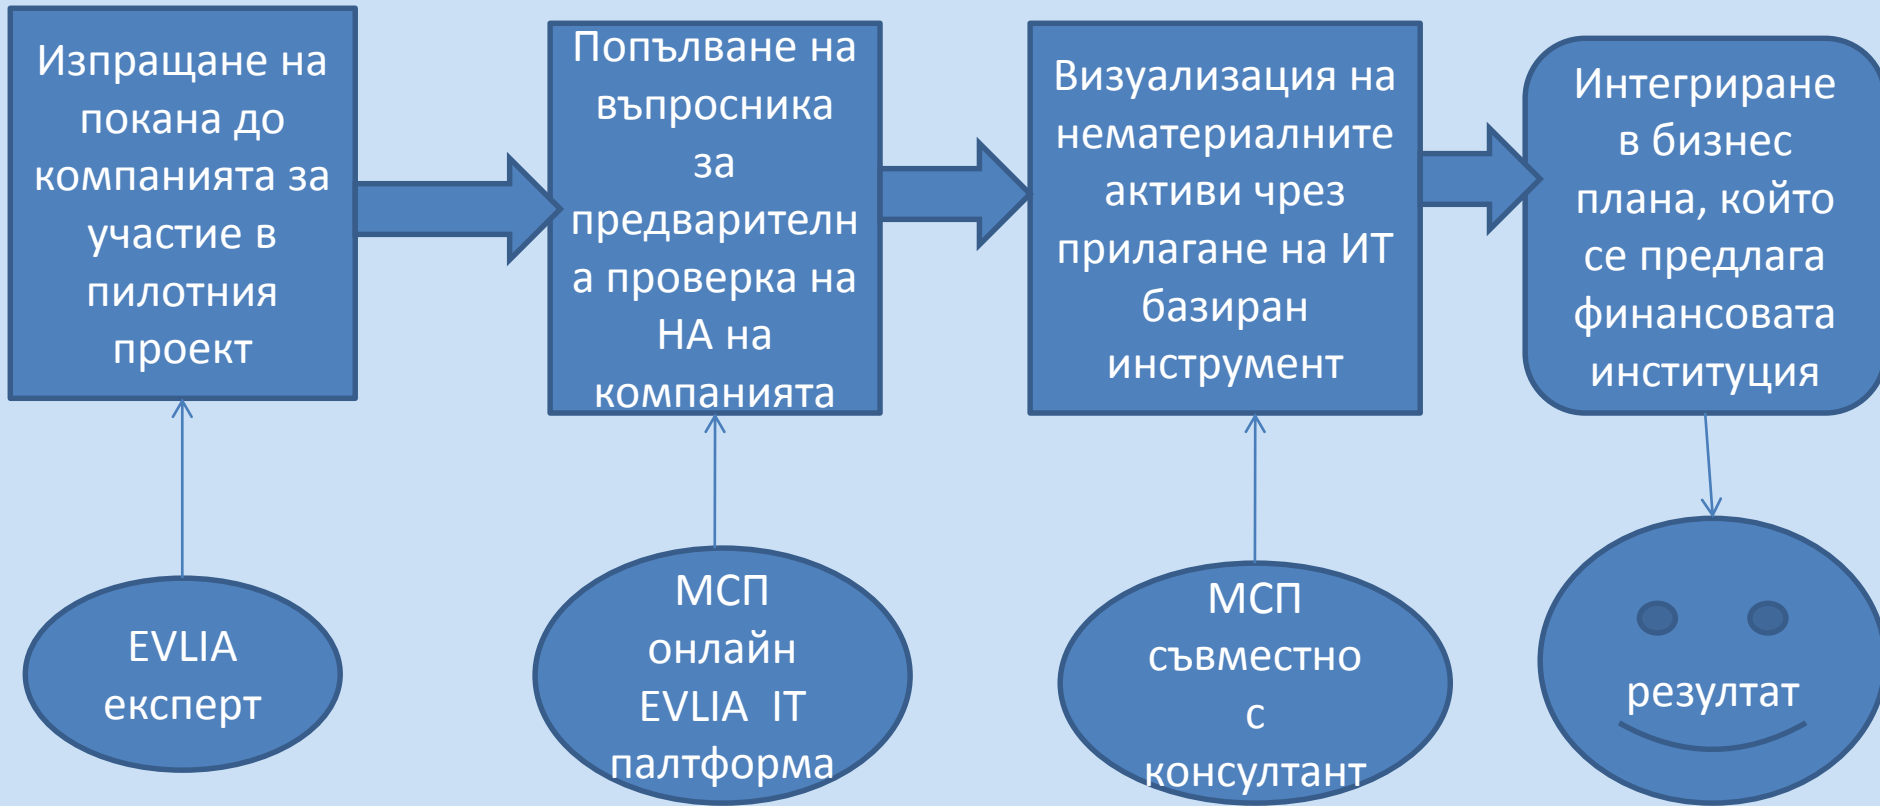 Изпращане на
покана до
компанията за
участие в
пилотния
проект
Попълване на
въпросника
за
предварителн
а проверка на
НА на
компанията
Визуализация на
нематериалните
активи чрез
прилагане на ИТ
базиран
инструмент
Интегриране
в бизнес
плана, който
се предлага
финансовата
институция
EVLIA
експерт
МСП
онлайн
EVLIA IT
палтформа
МСП
съвместно
с
консултант
резултат